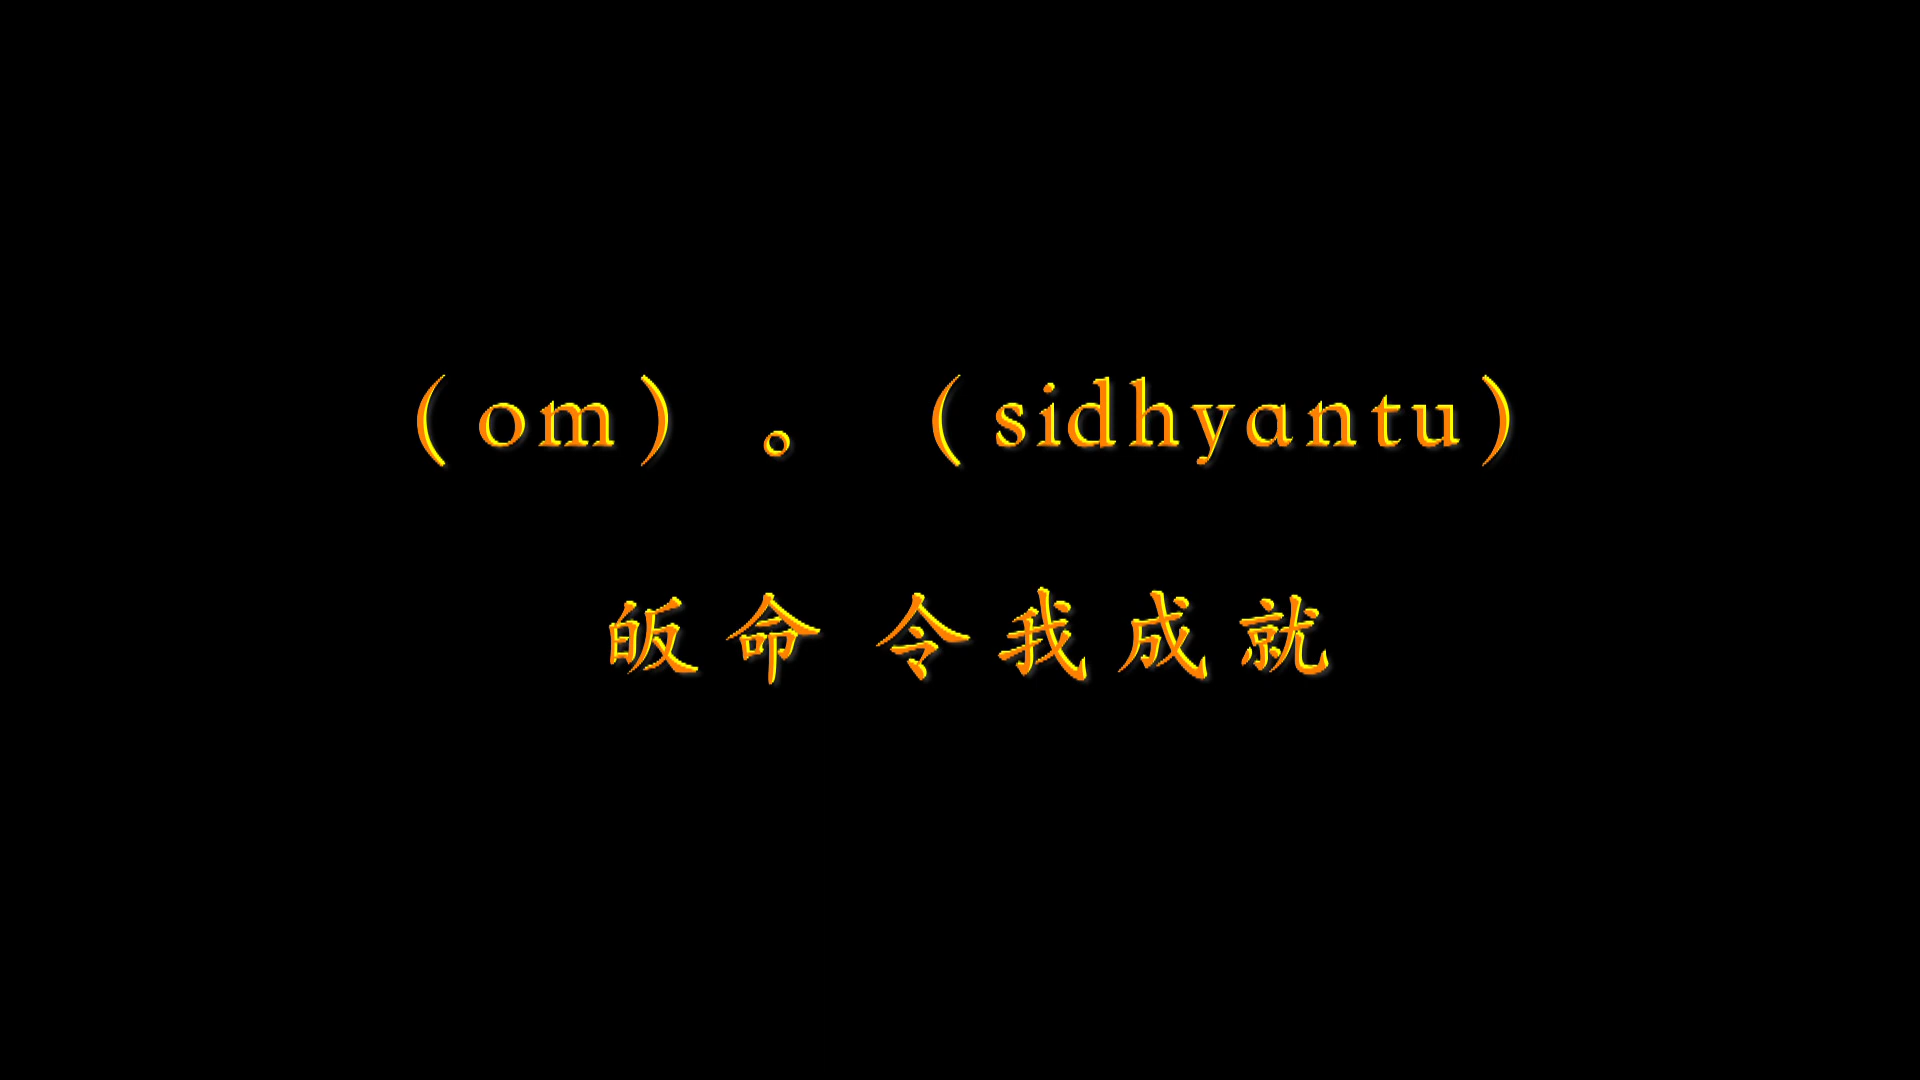 （om） 。 （sidhyantu）
皈命 令我成就